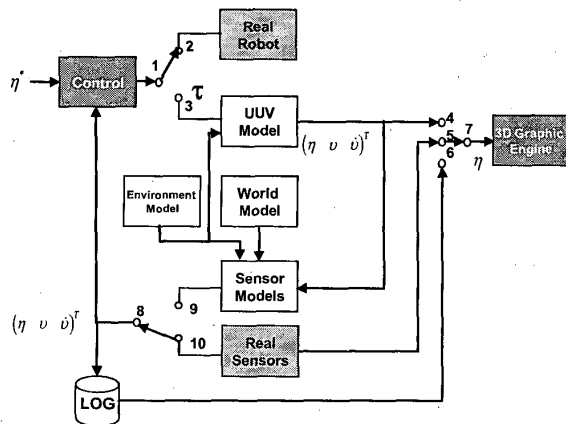 Real
Robot
2
1
η*
Control
3
τ
UUV
Model
(η υ υ̇)ᵀ
4
5
6
7
η
3D Graphic
Engine
Environment
Model
World
Model
Sensor
Models
9
8
10
(η υ υ̇)ᵀ
Real
Sensors
LOG